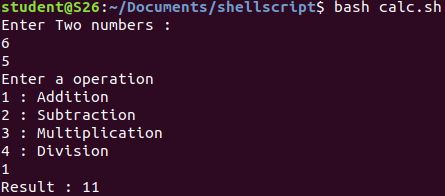 student@S26:~/Documents/shellscript$ bash calc.sh
Enter Two numbers :
6
5
Enter a operation
1 : Addition
2 : Subtraction
3 : Multiplication
4 : Division
1
Result : 11